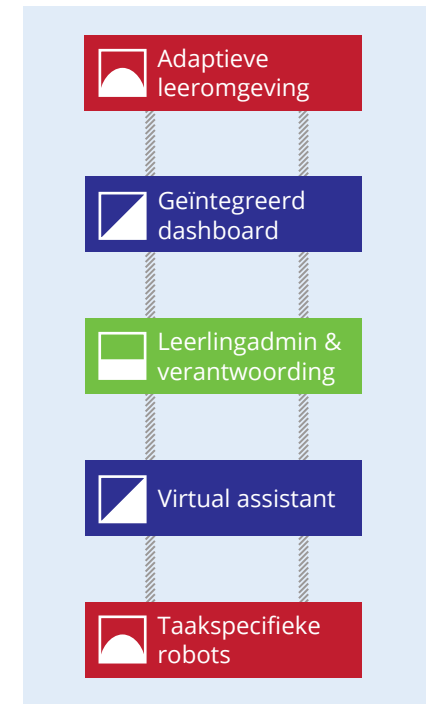 Adaptieve
leeromgeving
Geïntegreerd
dashboard
Leerlingadmin &
verantwoording
Virtual assistant
Taakspecifieke
robots